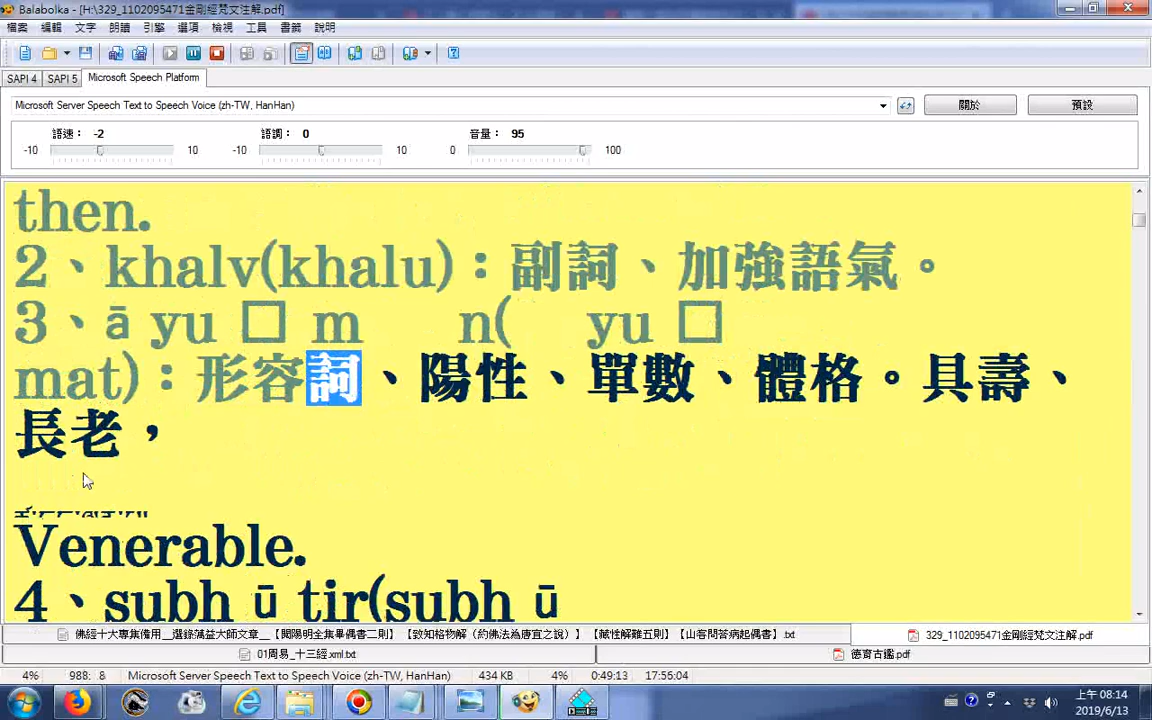 Balabolka - [H:\329_1102095471金剛經梵文注解.pdf]
檔案 編輯 文字 朗讀 引擎 選項 檢視 工具 書籤 說明
SAPI 4 SAPI 5 Microsoft Speech Platform
Microsoft Server Speech Text to Speech Voice (zh-TW, HanHan) 關於 預設
語速： -2 語調： 0 音量： 95
-10 10 -10 10 0 100
then.
2、khalv(khalu)：副詞、加強語氣。
3、ā yu □ m n( yu □
mat)：形容詞、陽性、單數、體格。具壽、
長老，
Venerable.
4、subh ū tir(subh ū
佛經十大專集備用__選錄蕅益大師文章__【閱陽明全集畢偶書二則】【致知格物解（約佛法為唐宜之說）】【藏性解難五則】【山客問答病起偶書】.txt 329_1102095471金剛經梵文注解.pdf
01周易_十三經.xml.txt 德育古鑑.pdf
4% 988: 8 Microsoft Server Speech Text to Speech Voice (zh-TW, HanHan) 434 KB 4% 0:49:13 17:55:04
上午 08:14
2019/6/13